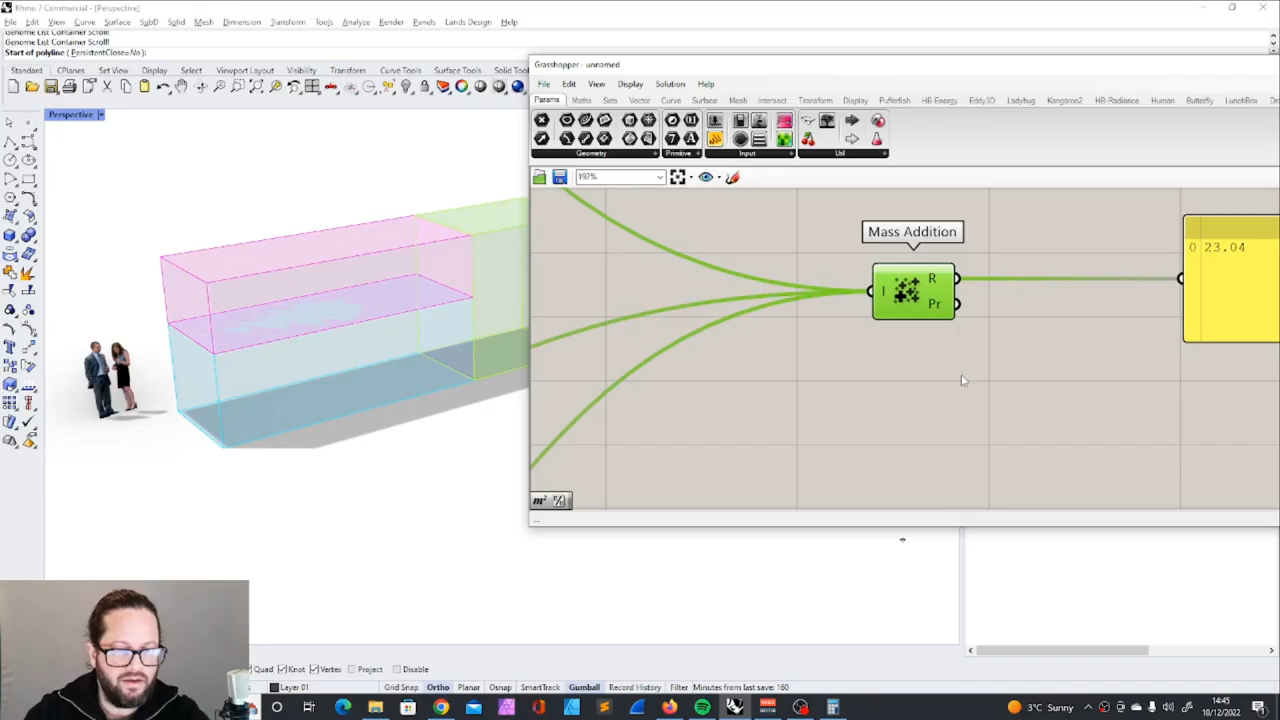 Rhino 7 Commercial - [Perspective]
File Edit View Curve Surface SubD Solid Mesh Dimension Transform Tools Analyze Render Panels Lands Design Help
Genome List Container Scroll!
Genome List Container Scroll!
Start of polyline ( PersistentClose=No ):
Standard CPlanes Set View Display Select Viewport Layout Visibility Transform Curve Tools Surface Tools Solid Too
Perspective
Grasshopper - unnamed
File Edit View Display Solution Help
Params Maths Sets Vector Curve Surface Mesh Intersect Transform Display Pufferfish HB-Energy Eddy3D Ladybug Kangaroo2 HB-Radiance Human Butterfly LunchBox
Geometry Primitive Input Util
192%
Mass Addition
I R
Pr
0 23.04
m²
...
Quad Knot Vertex Project Disable
Layer 01 Grid Snap Ortho Planar Osnap SmartTrack Gumball Record History Filter Minutes from last save: 160
3°C Sunny
14:45
10/12/2022